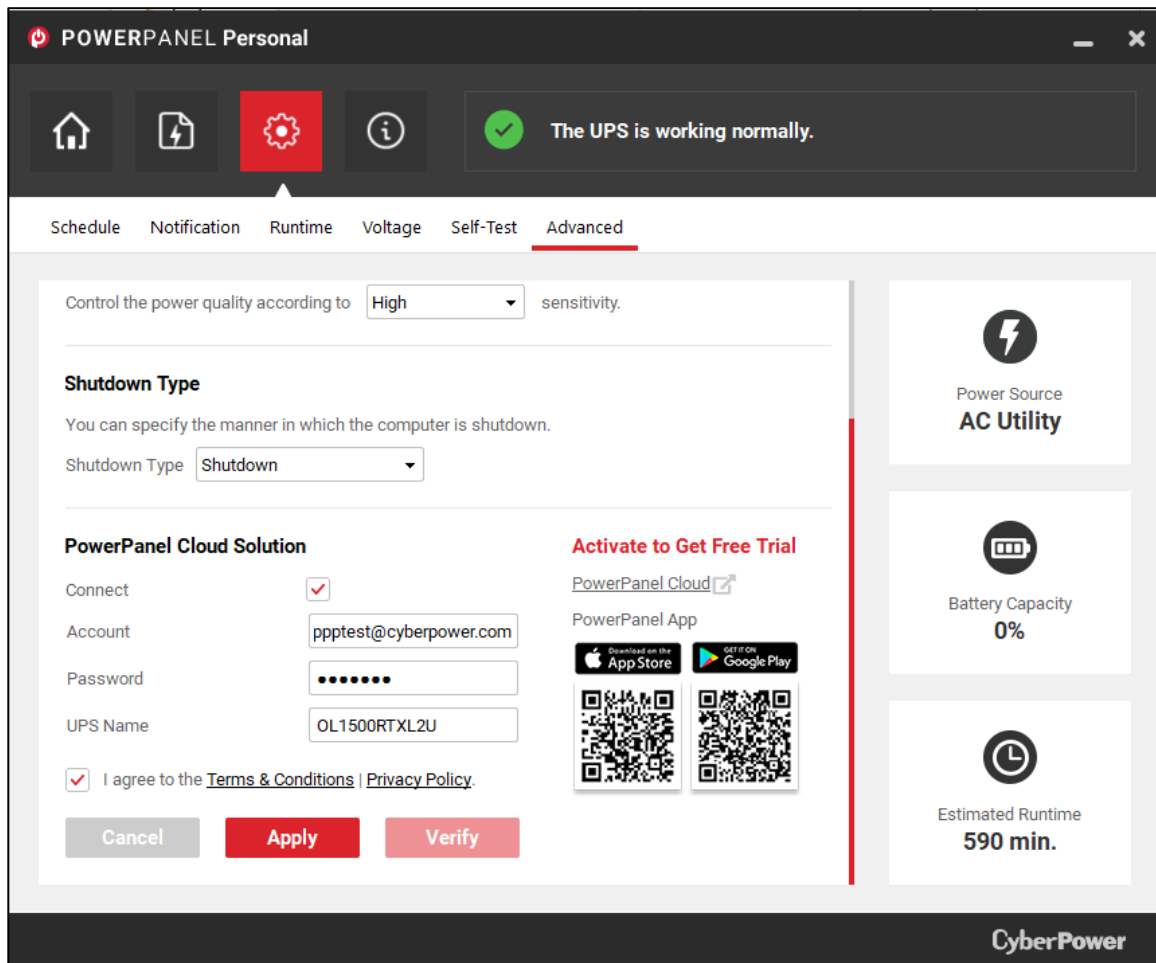 POWERPANEL Personal
The UPS is working normally.
Schedule Notification Runtime Voltage Self-Test Advanced
Control the power quality according to High sensitivity.
Shutdown Type
You can specify the manner in which the computer is shutdown.
Shutdown Type Shutdown
PowerPanel Cloud Solution
Connect
Account ppptest@cyberpower.com
Password •••••••
UPS Name OL1500RTXL2U
I agree to the Terms & Conditions | Privacy Policy.
Cancel Apply Verify
Activate to Get Free Trial
PowerPanel Cloud
PowerPanel App
Download on the
App Store
GET IT ON
Google Play
Power Source
AC Utility
Battery Capacity
0%
Estimated Runtime
590 min.
CyberPower